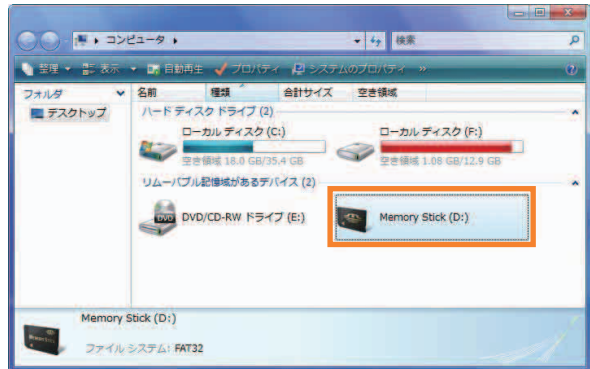 コンピュータ
検索
整理 表示 自動再生 プロパティ システムのプロパティ »
フォルダ 名前 種類 合計サイズ 空き領域
デスクトップ
ハード ディスク ドライブ (2)
ローカル ディスク (C:) ローカル ディスク (F:)
空き領域 18.0 GB/35.4 GB 空き領域 1.08 GB/12.9 GB
リムーバブル記憶域があるデバイス (2)
DVD/CD-RW ドライブ (E:) Memory Stick (D:)
Memory Stick (D:)
ファイル システム: FAT32